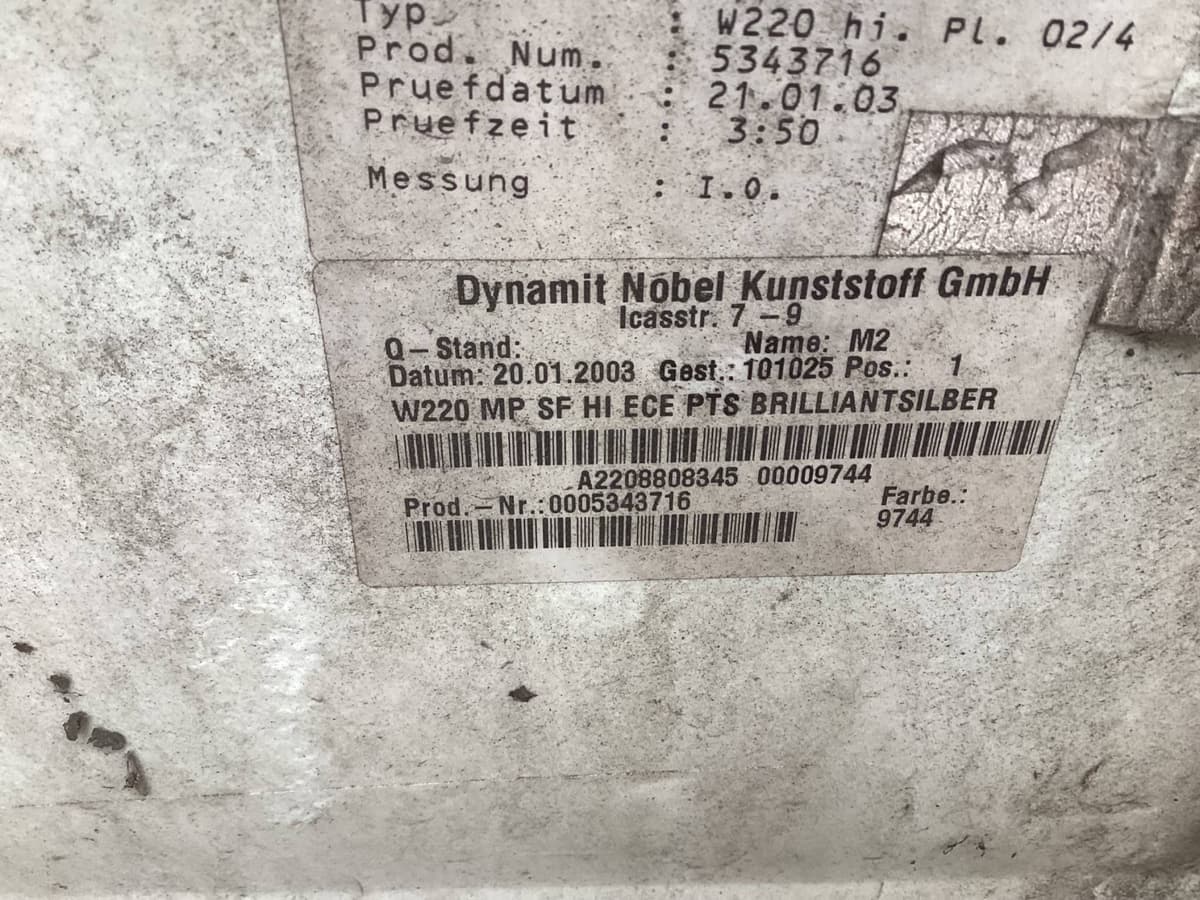 Typ : W220 hi. Pl. 02/4
Prod. Num. : 5343716
Pruefdatum : 21.01.03
Pruefzeit : 3:50
Messung : I.O.
Dynamit Nobel Kunststoff GmbH
Icasstr. 7 – 9
Q – Stand: Name: M2
Datum: 20.01.2003 Gest.: 101025 Pos.: 1
W220 MP SF HI ECE PTS BRILLIANTSILBER
A2208808345 00009744
Prod. – Nr.: 0005343716 Farbe.:
9744